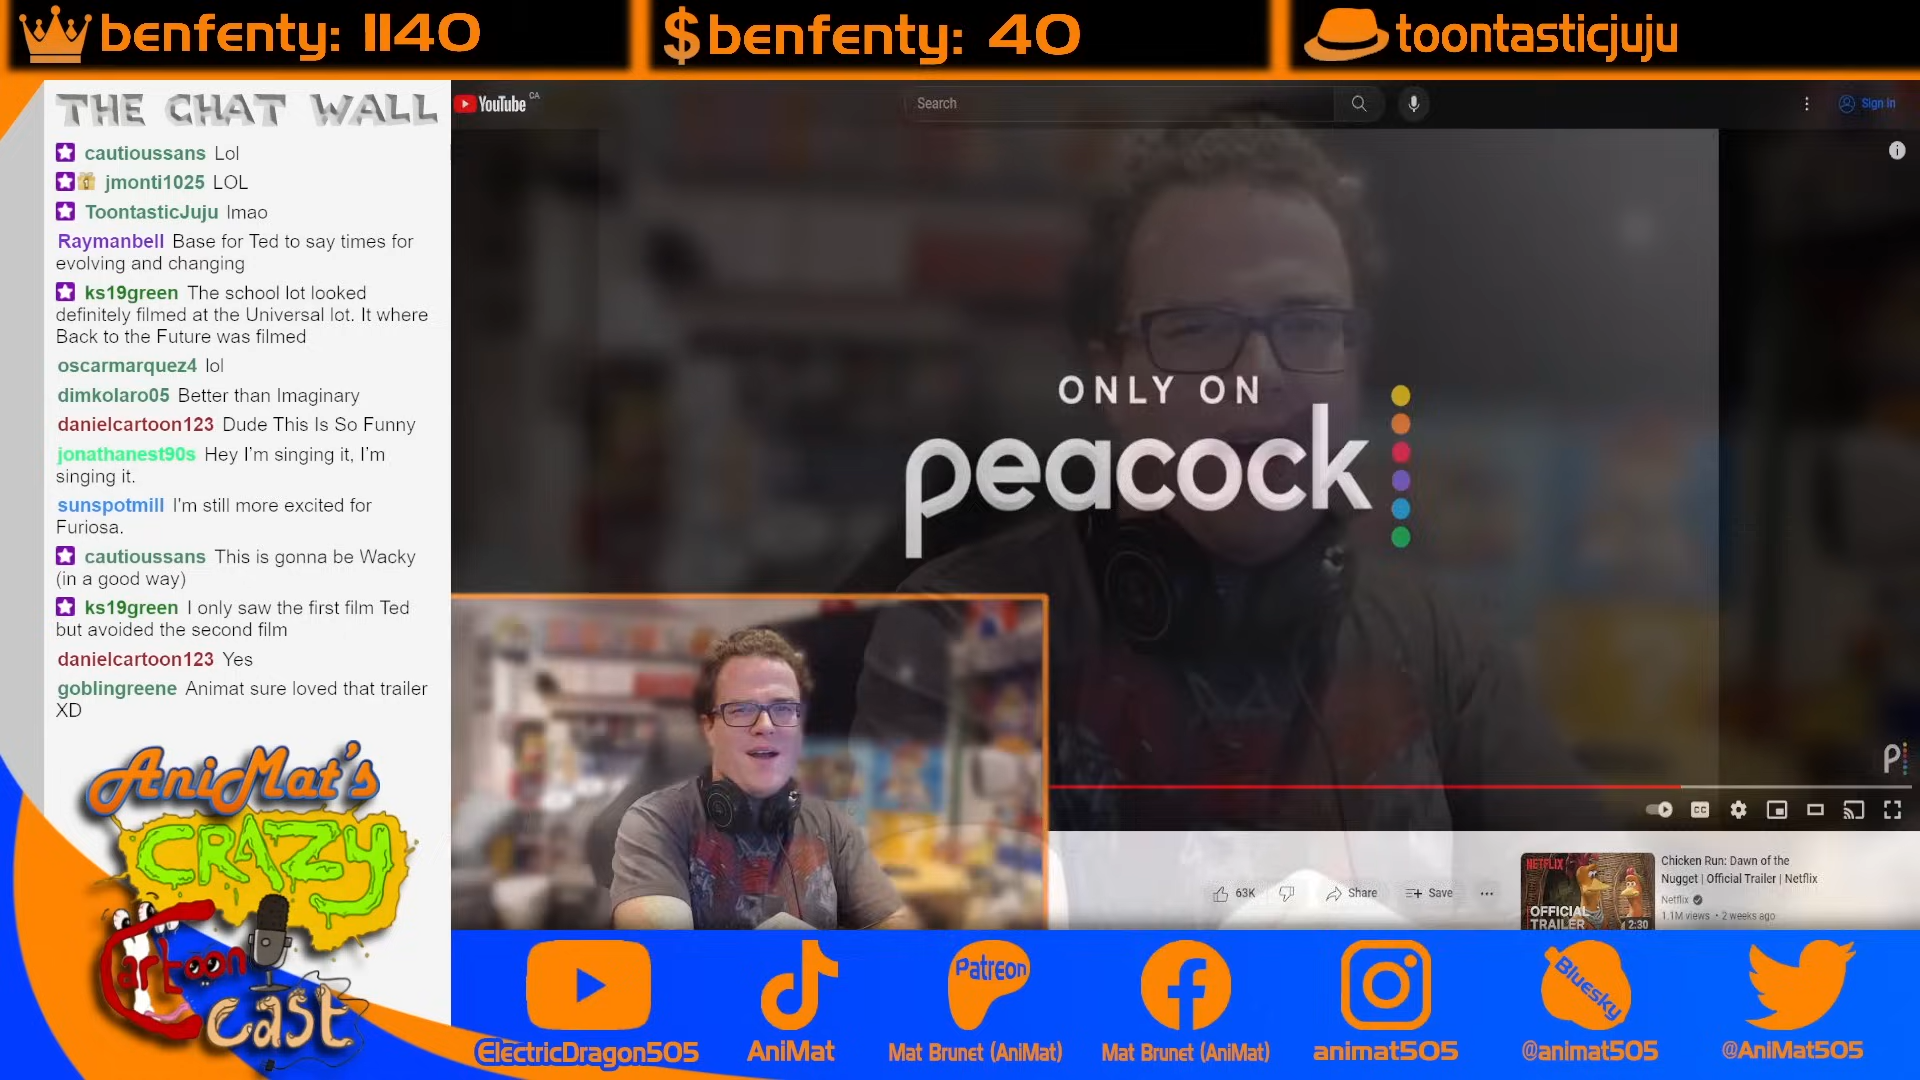 benfenty: 1140
$ benfenty: 40
toontasticjuju
THE CHAT WALL
cautioussans Lol
jmonti1025 LOL
ToontasticJuju lmao
Raymanbell Base for Ted to say times for
evolving and changing
ks19green The school lot looked
definitely filmed at the Universal lot. It where
Back to the Future was filmed
oscarmarquez4 lol
dimkolaro05 Better than Imaginary
danielcartoon123 Dude This Is So Funny
jonathanest90s Hey I'm singing it, I'm
singing it.
sunspotmill I'm still more excited for
Furiosa.
cautioussans This is gonna be Wacky
(in a good way)
ks19green I only saw the first film Ted
but avoided the second film
danielcartoon123 Yes
goblingreene Animat sure loved that trailer
XD
AniMat's
CRAZY
Cartoon
Cast
YouTube CA
Search
Sign in
ONLY ON
peacock
P
CC
63K
Share
Save
NETFLIX
OFFICIAL
TRAILER
2:30
Chicken Run: Dawn of the
Nugget | Official Trailer | Netflix
Netflix
1.1M views • 2 weeks ago
Patreon
Bluesky
ElectricDragon505
AniMat
Mat Brunet (AniMat)
Mat Brunet (AniMat)
animat505
@animat505
@AniMat505